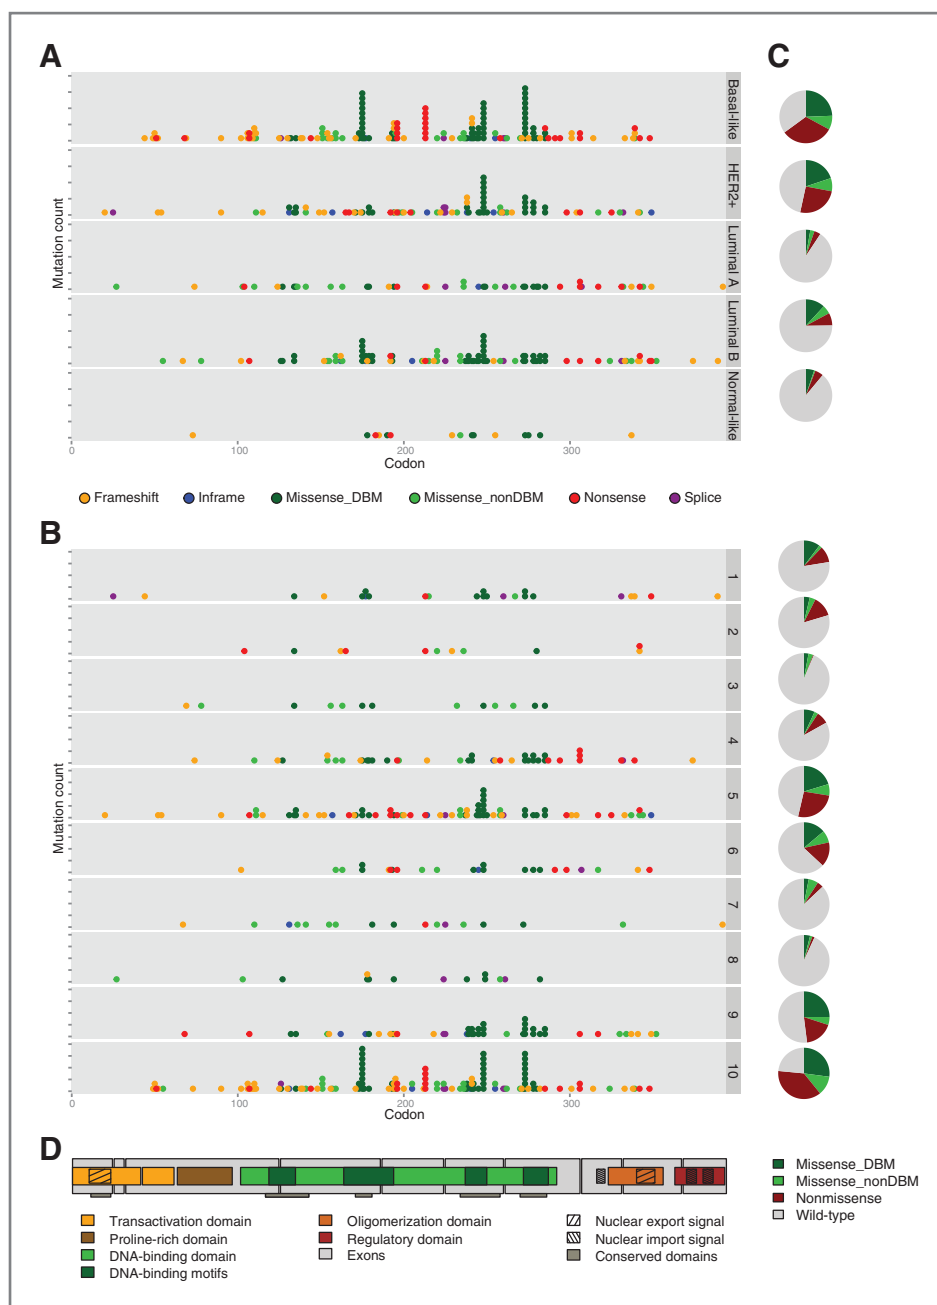 A
C
Mutation count
Basal-like
HER2+
Luminal A
Luminal B
Normal-like
0
100
200
300
Codon
Frameshift
Inframe
Missense_DBM
Missense_nonDBM
Nonsense
Splice
B
Mutation count
1
2
3
4
5
6
7
8
9
10
0
100
200
300
Codon
D
Missense_DBM
Missense_nonDBM
Nonmissense
Wild-type
Transactivation domain
Proline-rich domain
DNA-binding domain
DNA-binding motifs
Oligomerization domain
Regulatory domain
Exons
Nuclear export signal
Nuclear import signal
Conserved domains